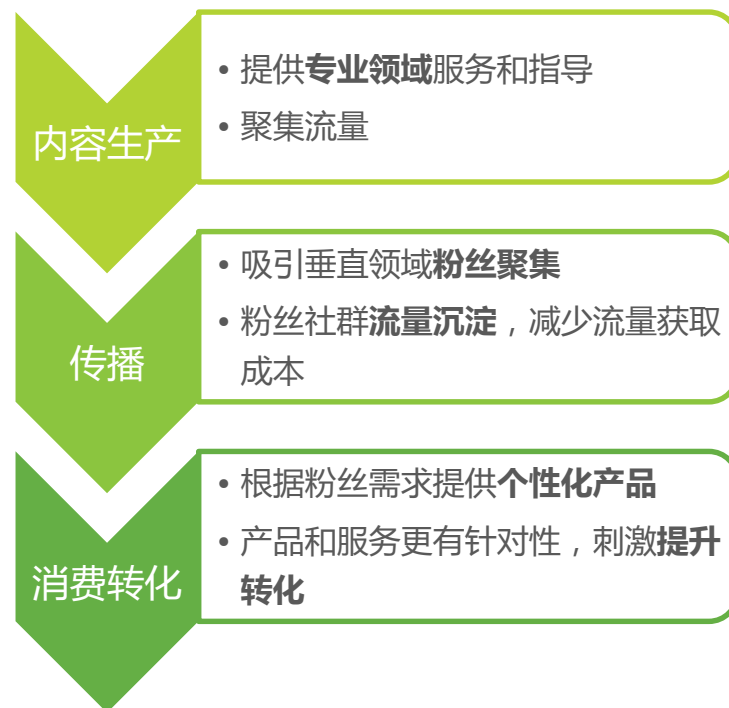 内容生产
• 提供专业领域服务和指导
• 聚集流量
传播
• 吸引垂直领域粉丝聚集
• 粉丝社群流量沉淀，减少流量获取
成本
消费转化
• 根据粉丝需求提供个性化产品
• 产品和服务更有针对性，刺激提升
转化